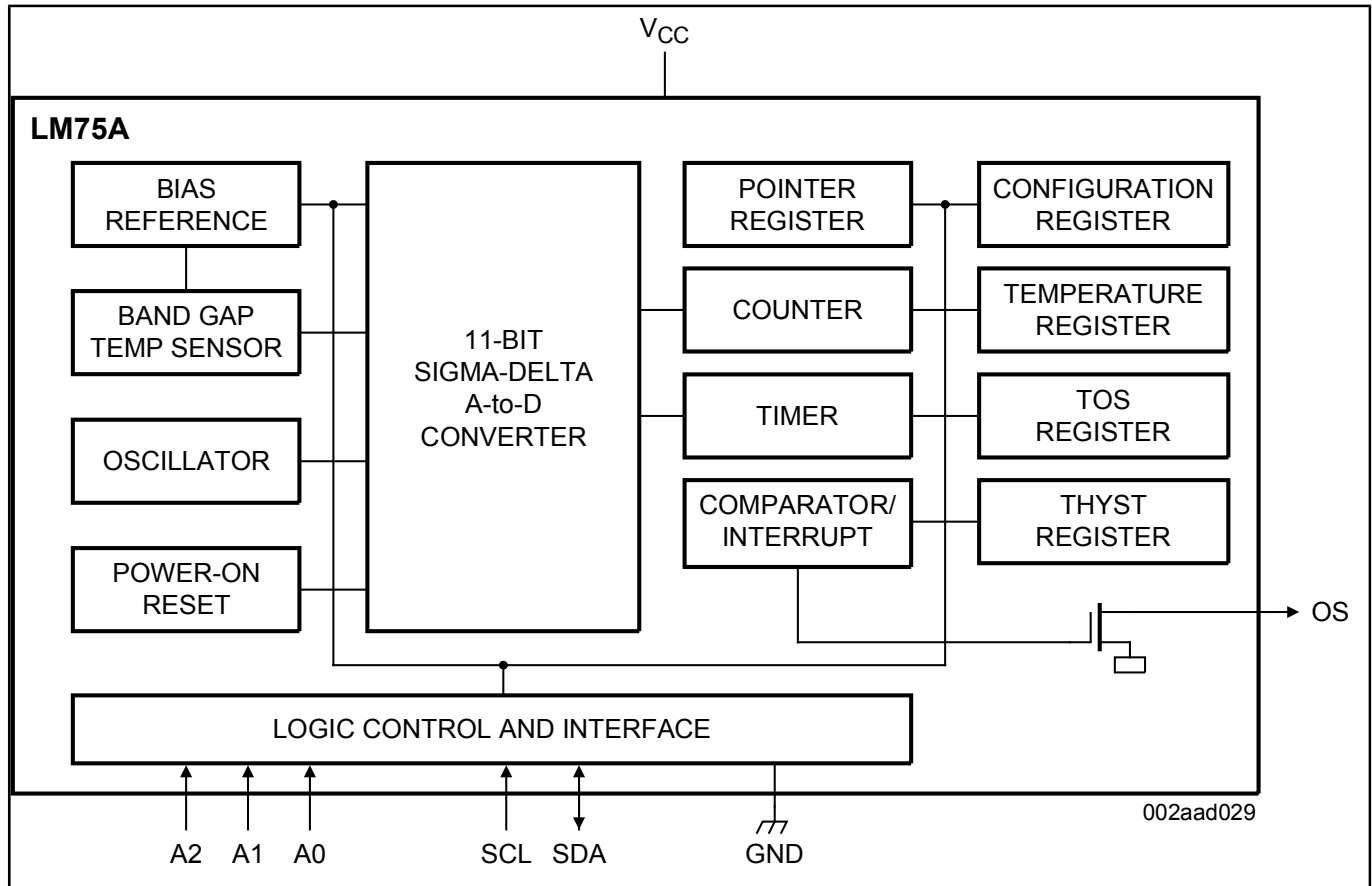 VCC
LM75A
BIAS
REFERENCE
BAND GAP
TEMP SENSOR
OSCILLATOR
POWER-ON
RESET
11-BIT
SIGMA-DELTA
A-to-D
CONVERTER
POINTER
REGISTER
CONFIGURATION
REGISTER
COUNTER
TEMPERATURE
REGISTER
TIMER
TOS
REGISTER
COMPARATOR/
INTERRUPT
THYST
REGISTER
OS
LOGIC CONTROL AND INTERFACE
002aad029
A2 A1 A0 SCL SDA GND